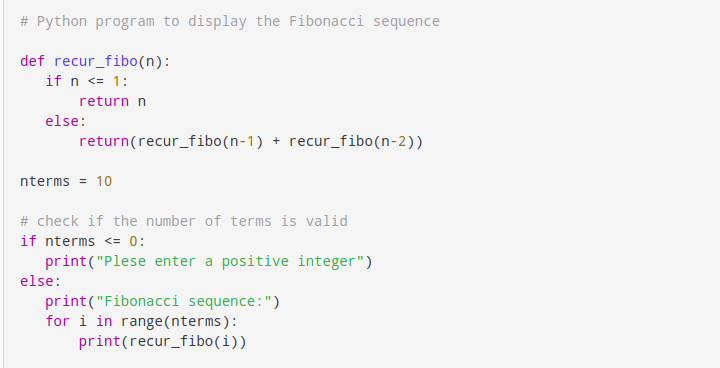 # Python program to display the Fibonacci sequence
def recur_fibo(n):
   if n <= 1:
       return n
   else:
       return(recur_fibo(n-1) + recur_fibo(n-2))
nterms = 10
# check if the number of terms is valid
if nterms <= 0:
   print("Plese enter a positive integer")
else:
   print("Fibonacci sequence:")
   for i in range(nterms):
       print(recur_fibo(i))